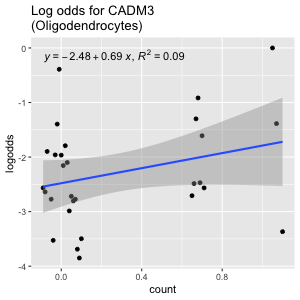 Log odds for CADM3
(Oligodendrocytes)
y = −2.48 + 0.69 x, R² = 0.09
0
-1
-2
-3
-4
logodds
0.0 0.4 0.8
count